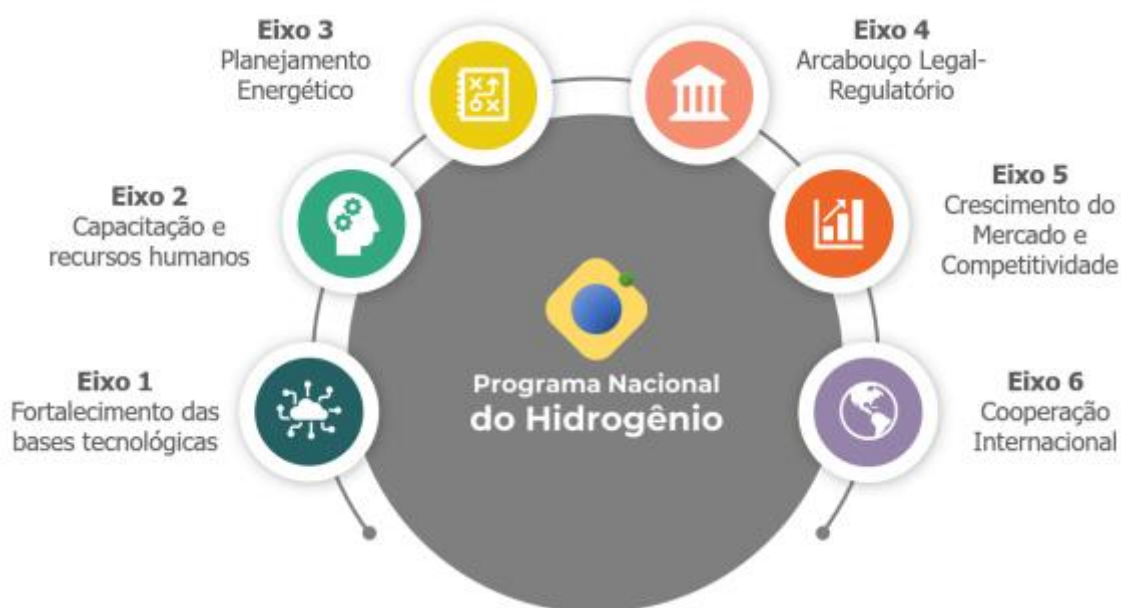 Eixo 1
Fortalecimento das
bases tecnológicas
Eixo 2
Capacitação e
recursos humanos
Eixo 3
Planejamento
Energético
Eixo 4
Arcabouço Legal-
Regulatório
Eixo 5
Crescimento do
Mercado e
Competitividade
Eixo 6
Cooperação
Internacional
Programa Nacional
do Hidrogênio